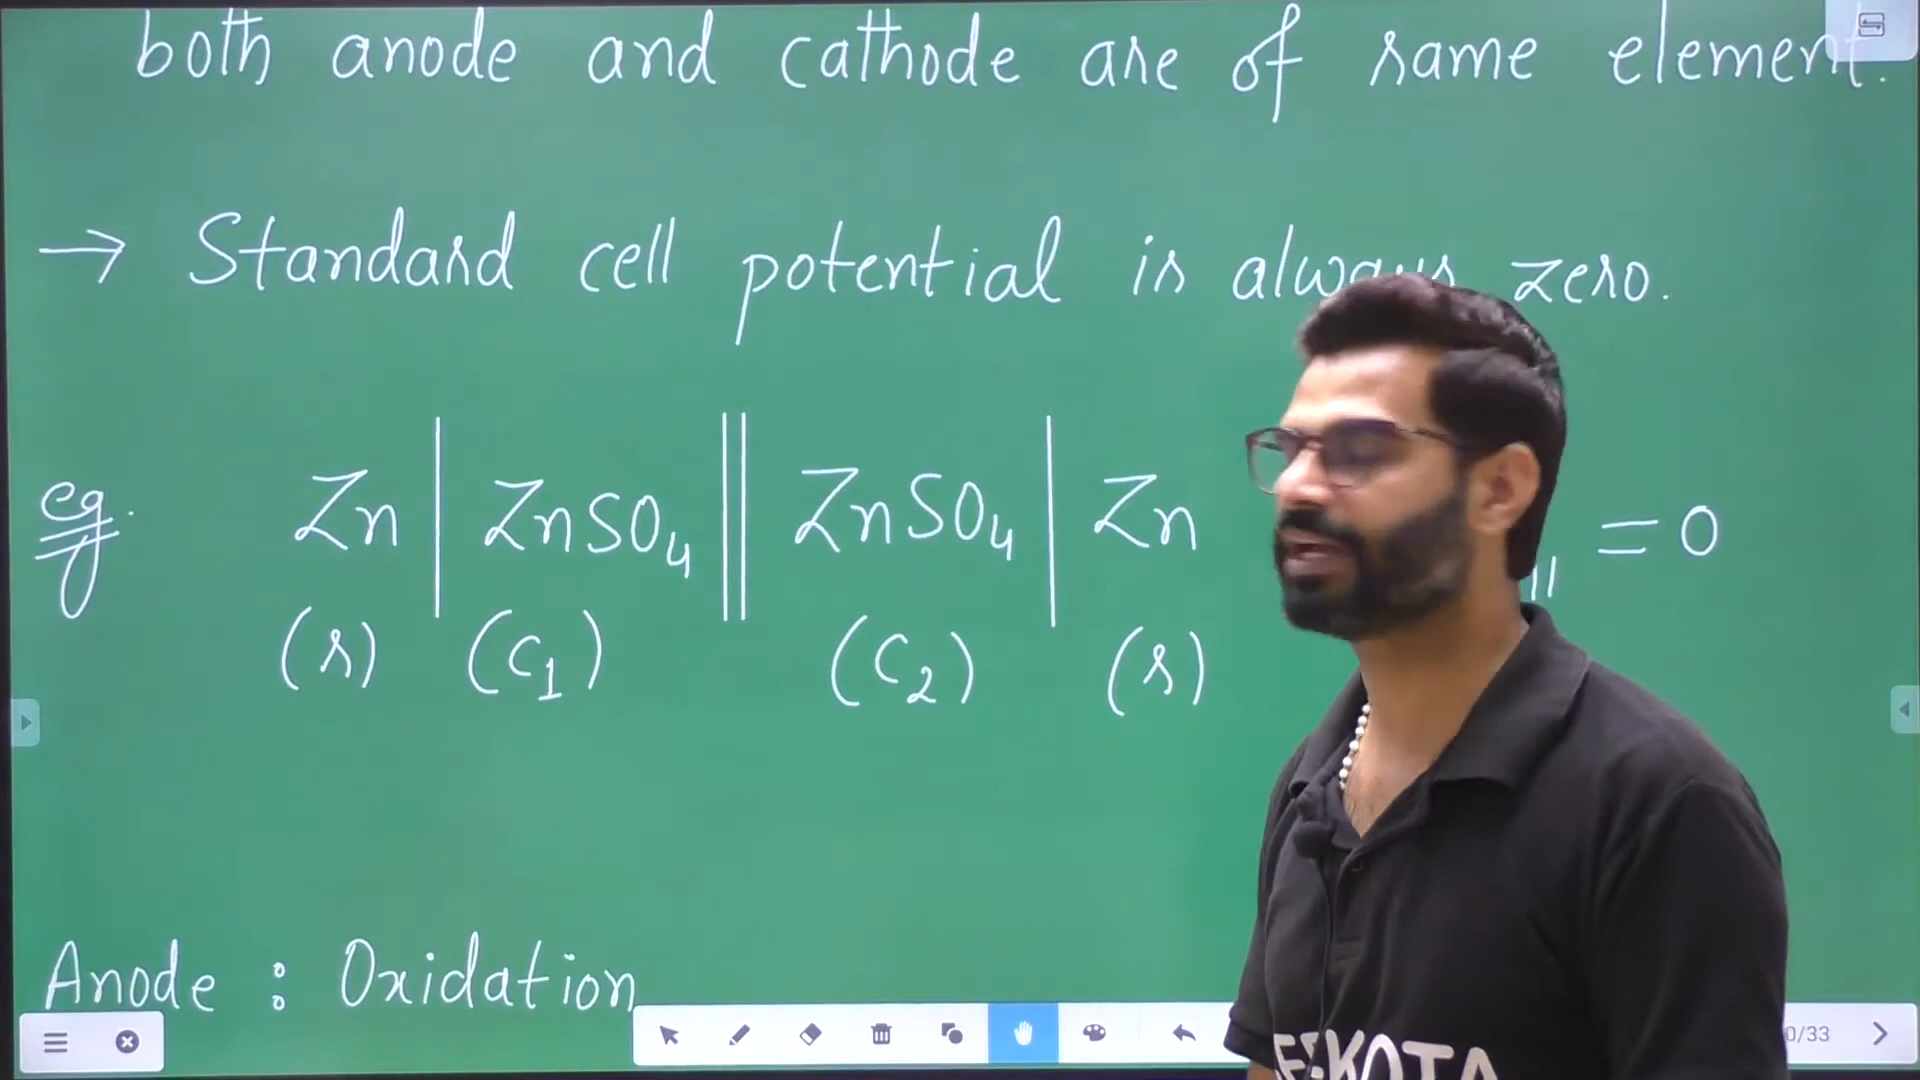 both anode and cathode are of same element.
→ Standard cell potential is always zero.
eg. Zn | ZnSO₄ || ZnSO₄ | Zn = 0
(s) (C₁) (C₂) (s)
Anode : Oxidation
/33